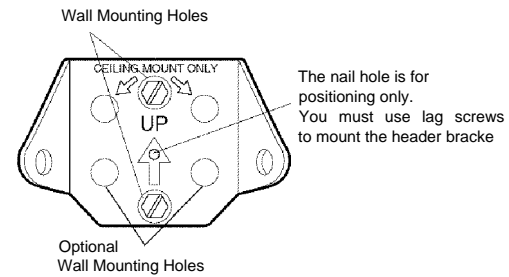 Wall Mounting Holes
CEILING MOUNT ONLY
UP
The nail hole is for
positioning only.
You must use lag screws
to mount the header bracke
Optional
Wall Mounting Holes